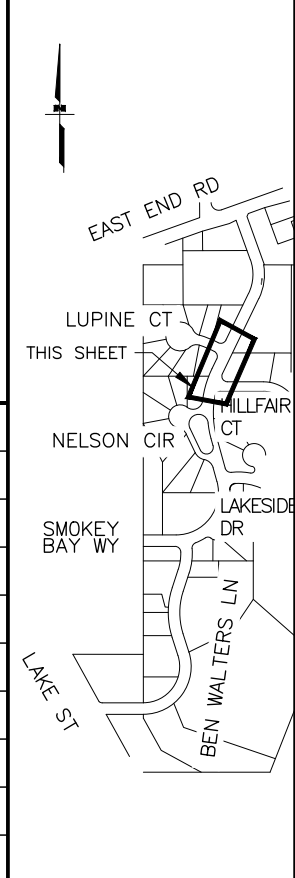 EAST END RD
LUPINE CT
THIS SHEET
HILLFAIR
CT
NELSON CIR
LAKESIDE
DR
SMOKEY
BAY WY
BEN WALTERS LN
LAKE ST